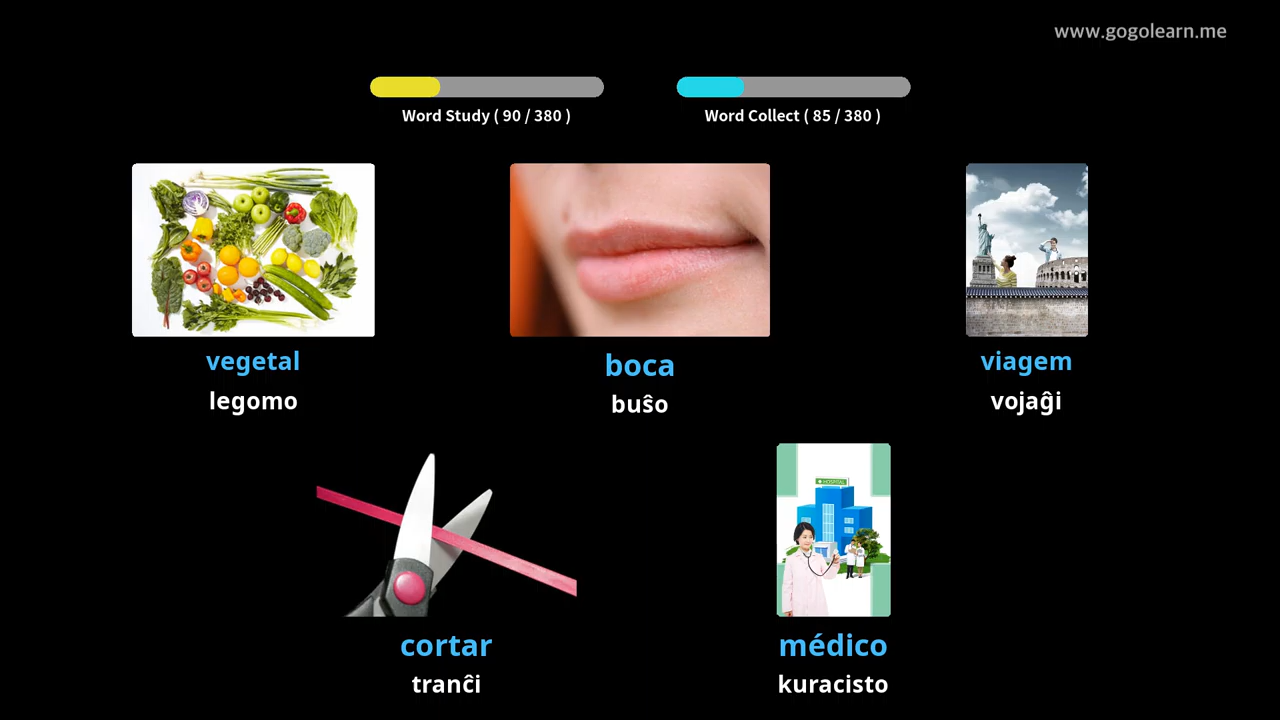 www.gogolearn.me
Word Study ( 90 / 380 )
Word Collect ( 85 / 380 )
vegetal
legomo
boca
buŝo
viagem
vojaĝi
HOSPITAL
cortar
tranĉi
médico
kuracisto